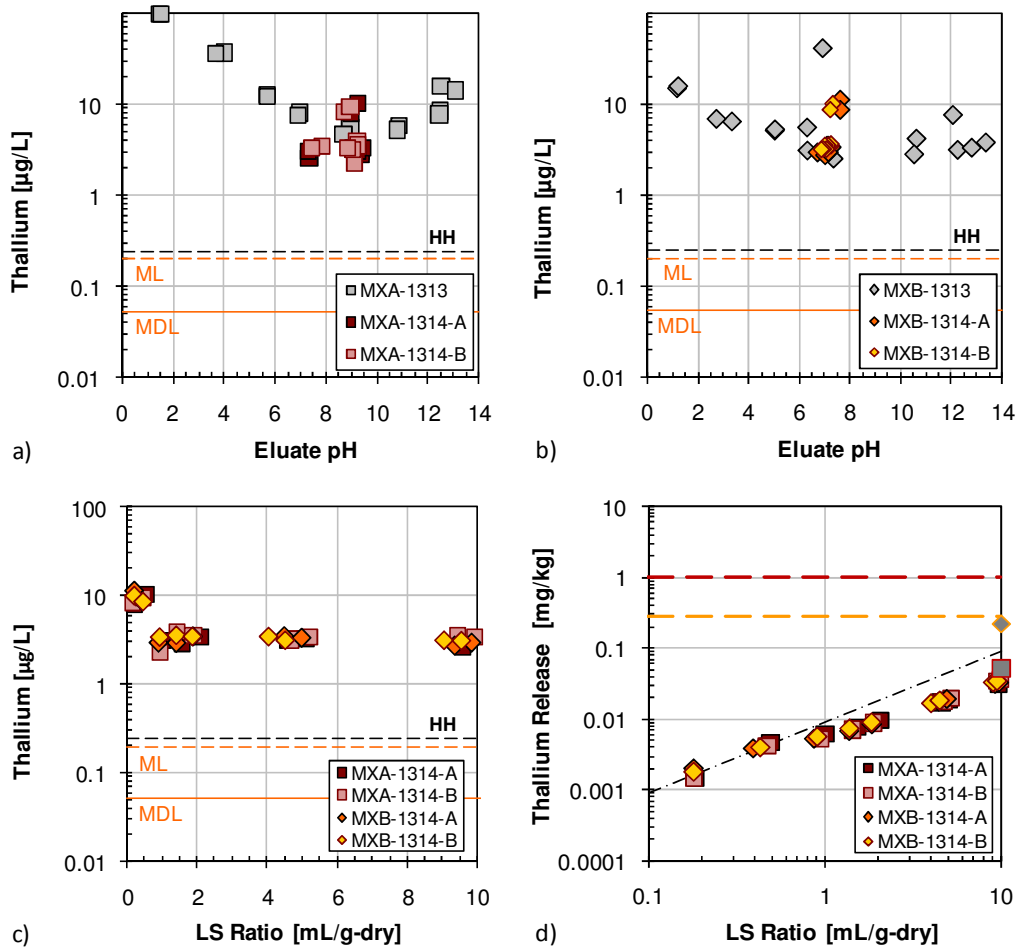 10
1
0.1
0.01
Thallium [µg/L]
HH
ML
MDL
MXA-1313
MXA-1314-A
MXA-1314-B
0 2 4 6 8 10 12 14
Eluate pH
a)
10
1
0.1
0.01
Thallium [µg/L]
HH
ML
MDL
MXB-1313
MXB-1314-A
MXB-1314-B
0 2 4 6 8 10 12 14
Eluate pH
b)
100
10
1
0.1
0.01
Thallium [µg/L]
HH
ML
MDL
MXA-1314-A
MXA-1314-B
MXB-1314-A
MXB-1314-B
0 2 4 6 8 10
LS Ratio [mL/g-dry]
c)
10
1
0.1
0.01
0.001
0.0001
Thallium Release [mg/kg]
MXA-1314-A
MXA-1314-B
MXB-1314-A
MXB-1314-B
0.1 1 10
LS Ratio [mL/g-dry]
d)